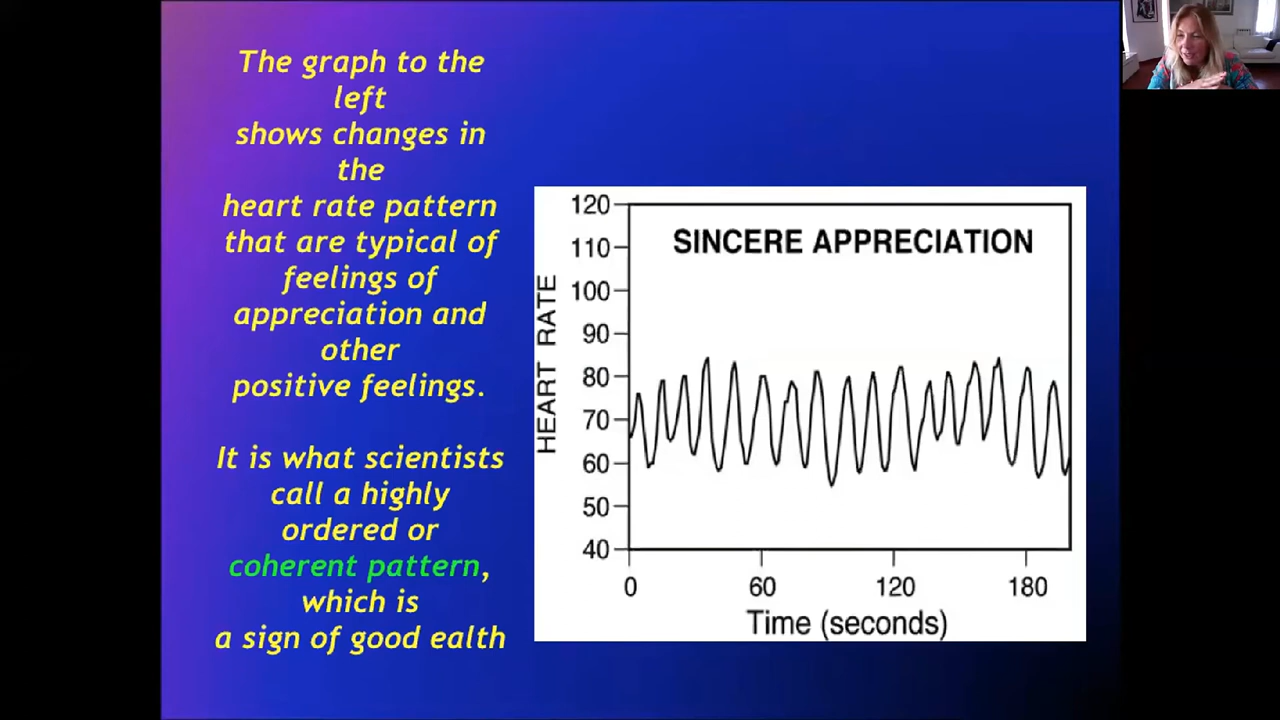 The graph to the
left
shows changes in
the
heart rate pattern
that are typical of
feelings of
appreciation and
other
positive feelings.
It is what scientists
call a highly
ordered or
coherent pattern,
which is
a sign of good ealth
SINCERE APPRECIATION
HEART RATE
120
110
100
90
80
70
60
50
40
0 60 120 180
Time (seconds)